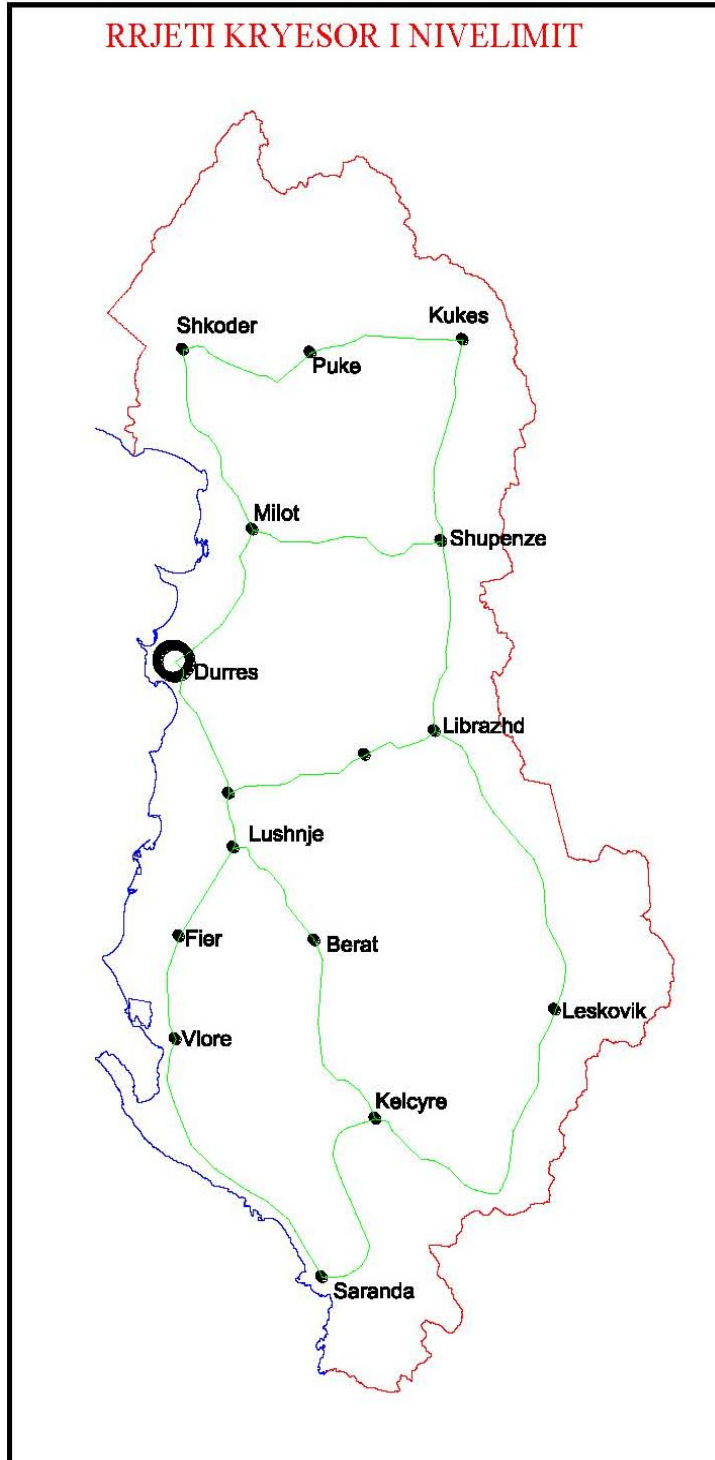 RRJETI KRYESOR I NIVELIMIT
Shkoder
Kukes
Puke
Milot
Shupenze
Durres
Librazhd
Lushnje
Fier
Berat
Leskovik
Vlore
Kelcyre
Saranda